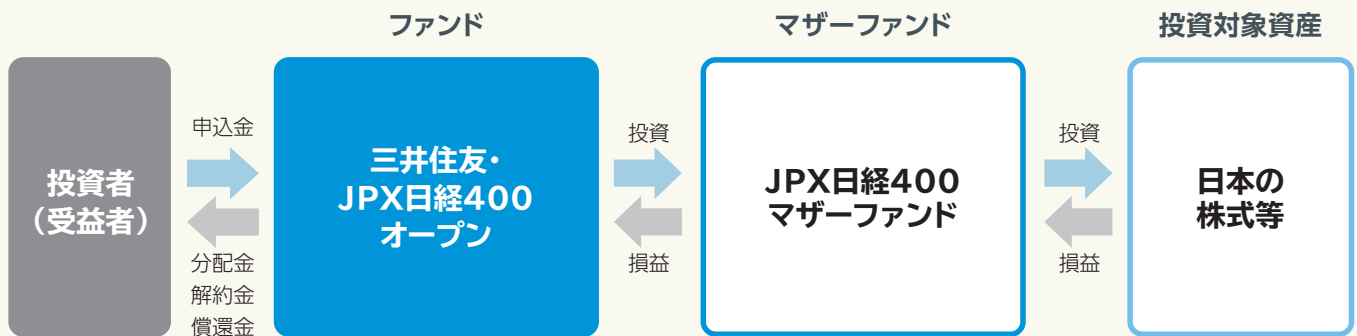 ファンド
マザーファンド
投資対象資産
投資者
（受益者）
申込金
分配金
解約金
償還金
三井住友・
JPX日経400
オープン
投資
損益
JPX日経400
マザーファンド
投資
損益
日本の
株式等